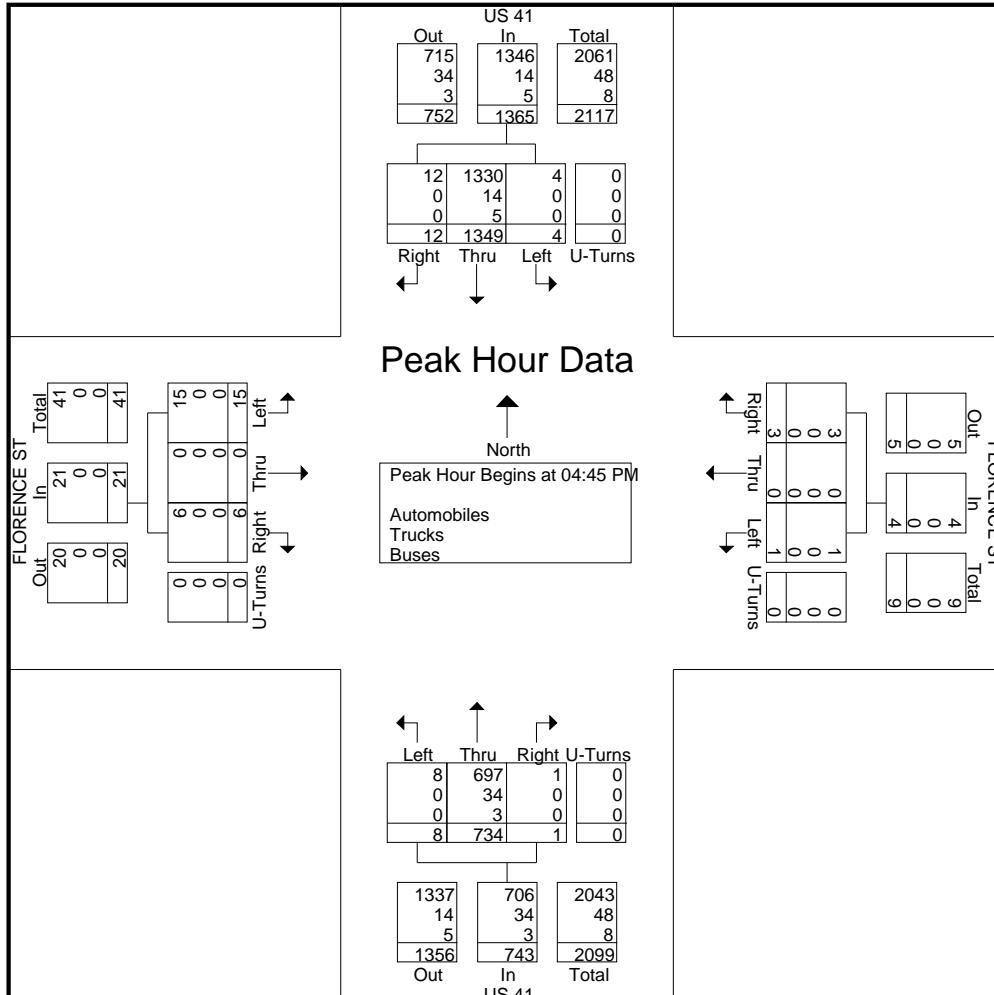 US 41
Out In Total
715 1346 2061
34 14 48
3 5 8
752 1365 2117
12 1330 4 0
0 14 0 0
0 5 0 0
12 1349 4 0
Right Thru Left U-Turns
Peak Hour Data
North
Peak Hour Begins at 04:45 PM
Automobiles
Trucks
Buses
FLORENCE ST
Total In Out
41 21 20
0 0 0
0 0 0
41 21 20
15 0 6 0
0 0 0 0
0 0 0 0
15 0 6 0
Left Thru Right U-Turns
Right Thru Left U-Turns
3 0 1 0
0 0 0 0
0 0 0 0
3 0 1 0
Out In Total
5 4 9
0 0 0
0 0 0
5 4 9
ST
Left Thru Right U-Turns
8 697 1 0
0 34 0 0
0 3 0 0
8 734 1 0
1337 706 2043
14 34 48
5 3 8
1356 743 2099
Out In Total
US 41